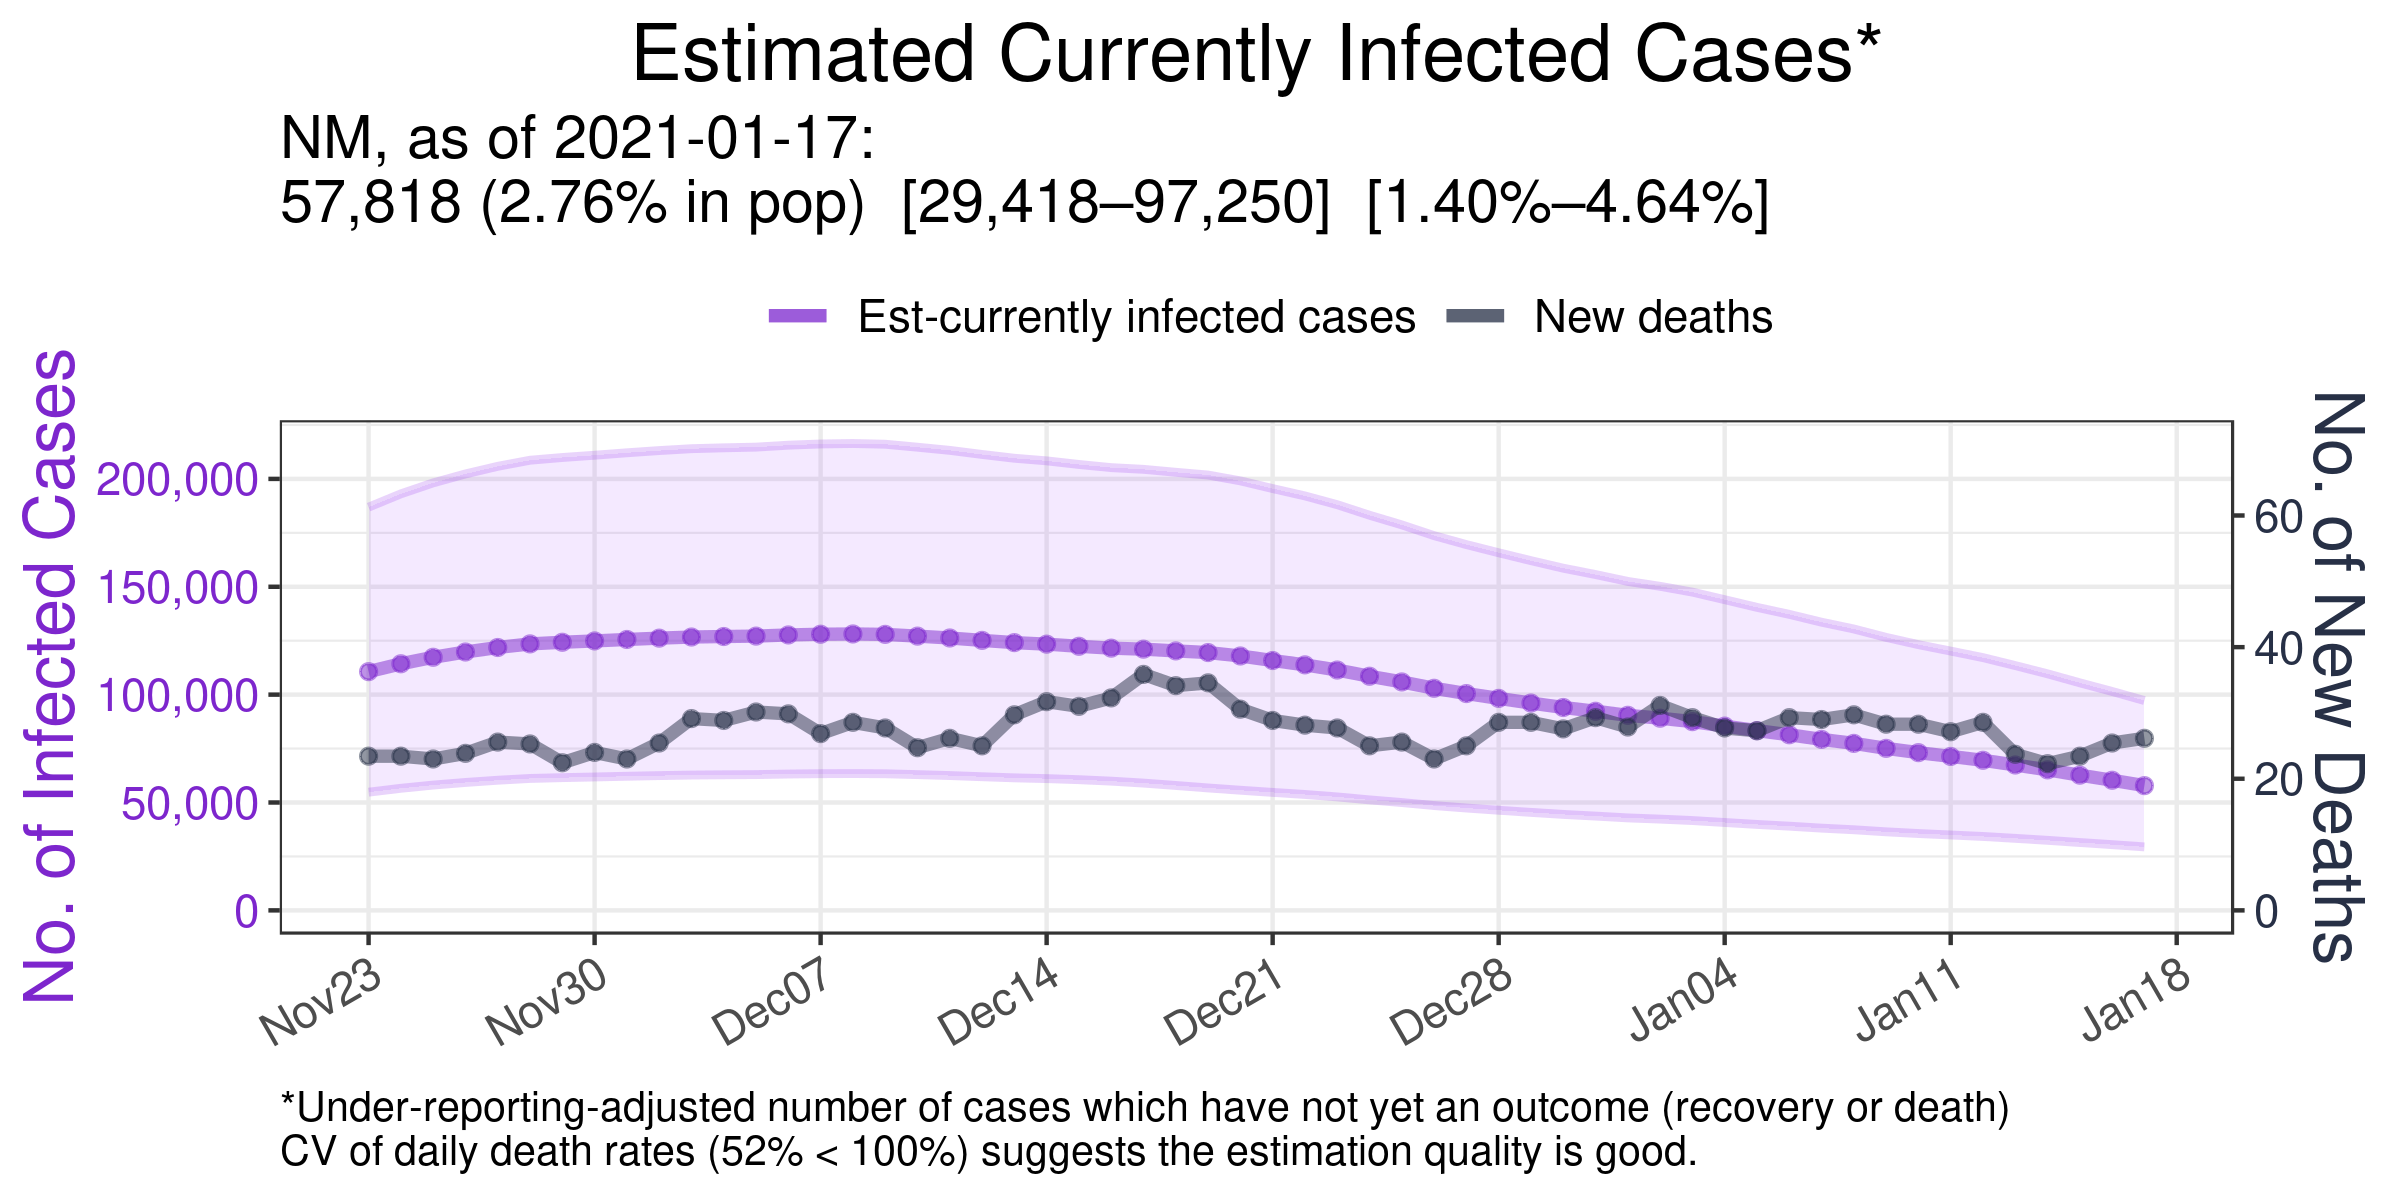 Estimated Currently Infected Cases*
NM, as of 2021-01-17:
57,818 (2.76% in pop)  [29,418–97,250]  [1.40%–4.64%]
Est-currently infected cases
New deaths
No. of Infected Cases
200,000
150,000
100,000
50,000
0
No. of New Deaths
60
40
20
0
Nov23
Nov30
Dec07
Dec14
Dec21
Dec28
Jan04
Jan11
Jan18
*Under-reporting-adjusted number of cases which have not yet an outcome (recovery or death)
CV of daily death rates (52% < 100%) suggests the estimation quality is good.